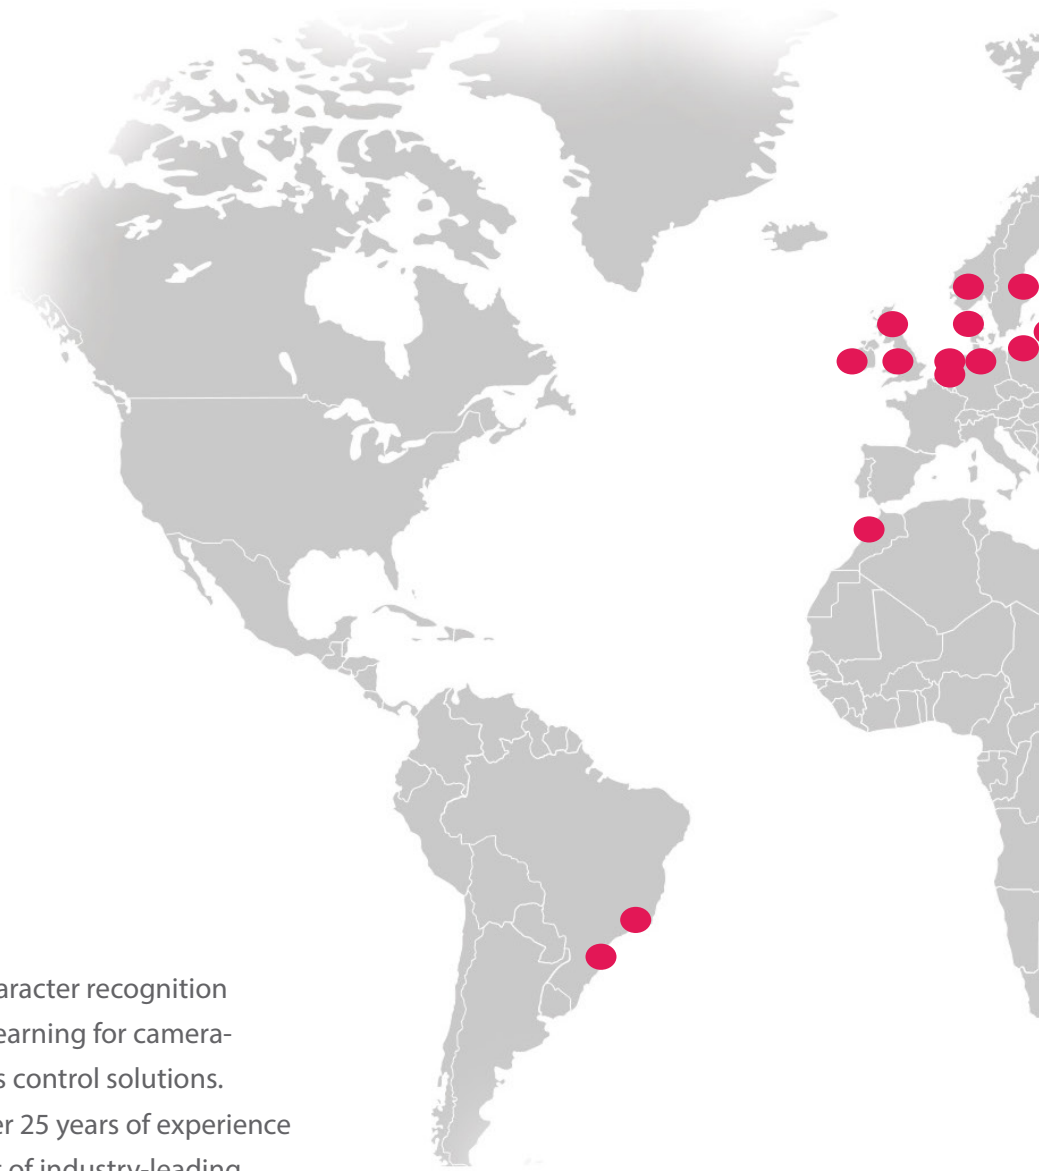 aracter recognition
earning for camera-
s control solutions.
er 25 years of experience
r of industry-leading